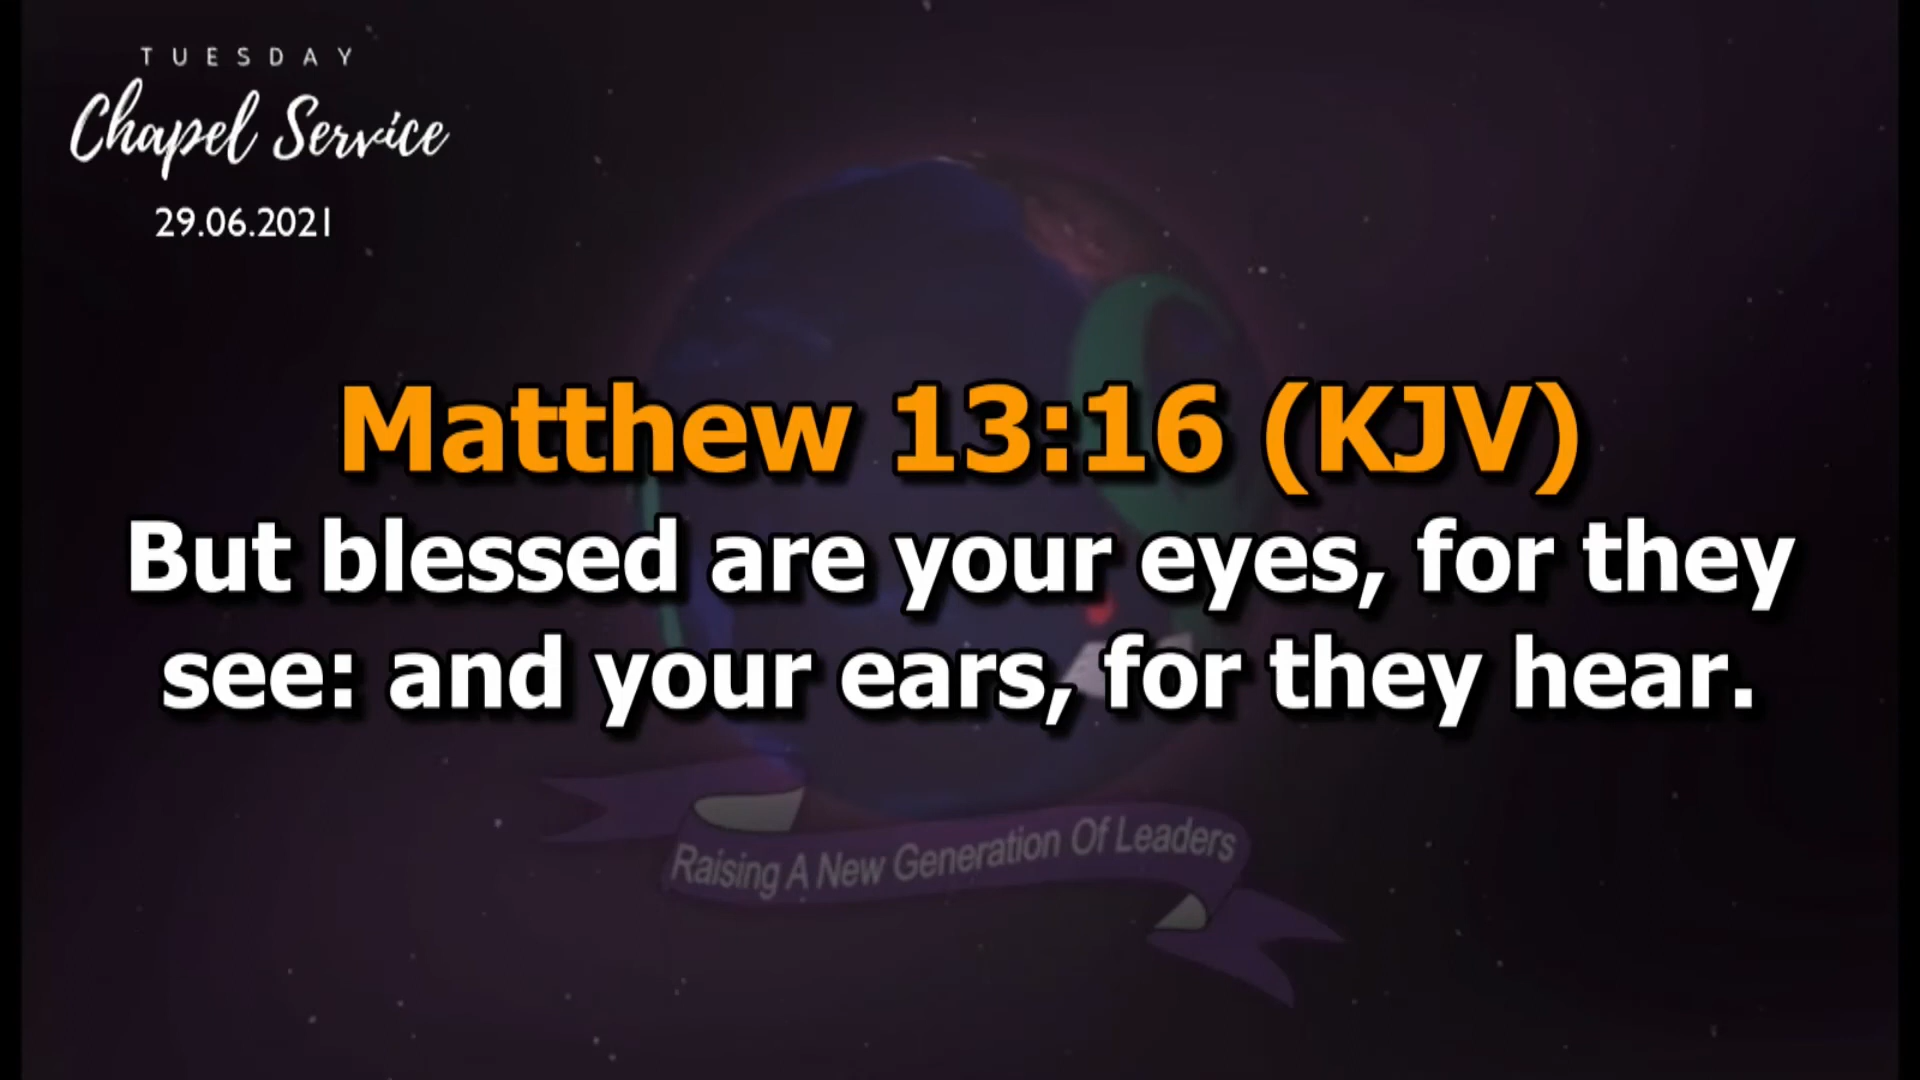 TUESDAY
Chapel Service
29.06.2021
Matthew 13:16 (KJV)
But blessed are your eyes, for they
see: and your ears, for they hear.
Raising A New Generation Of Leaders